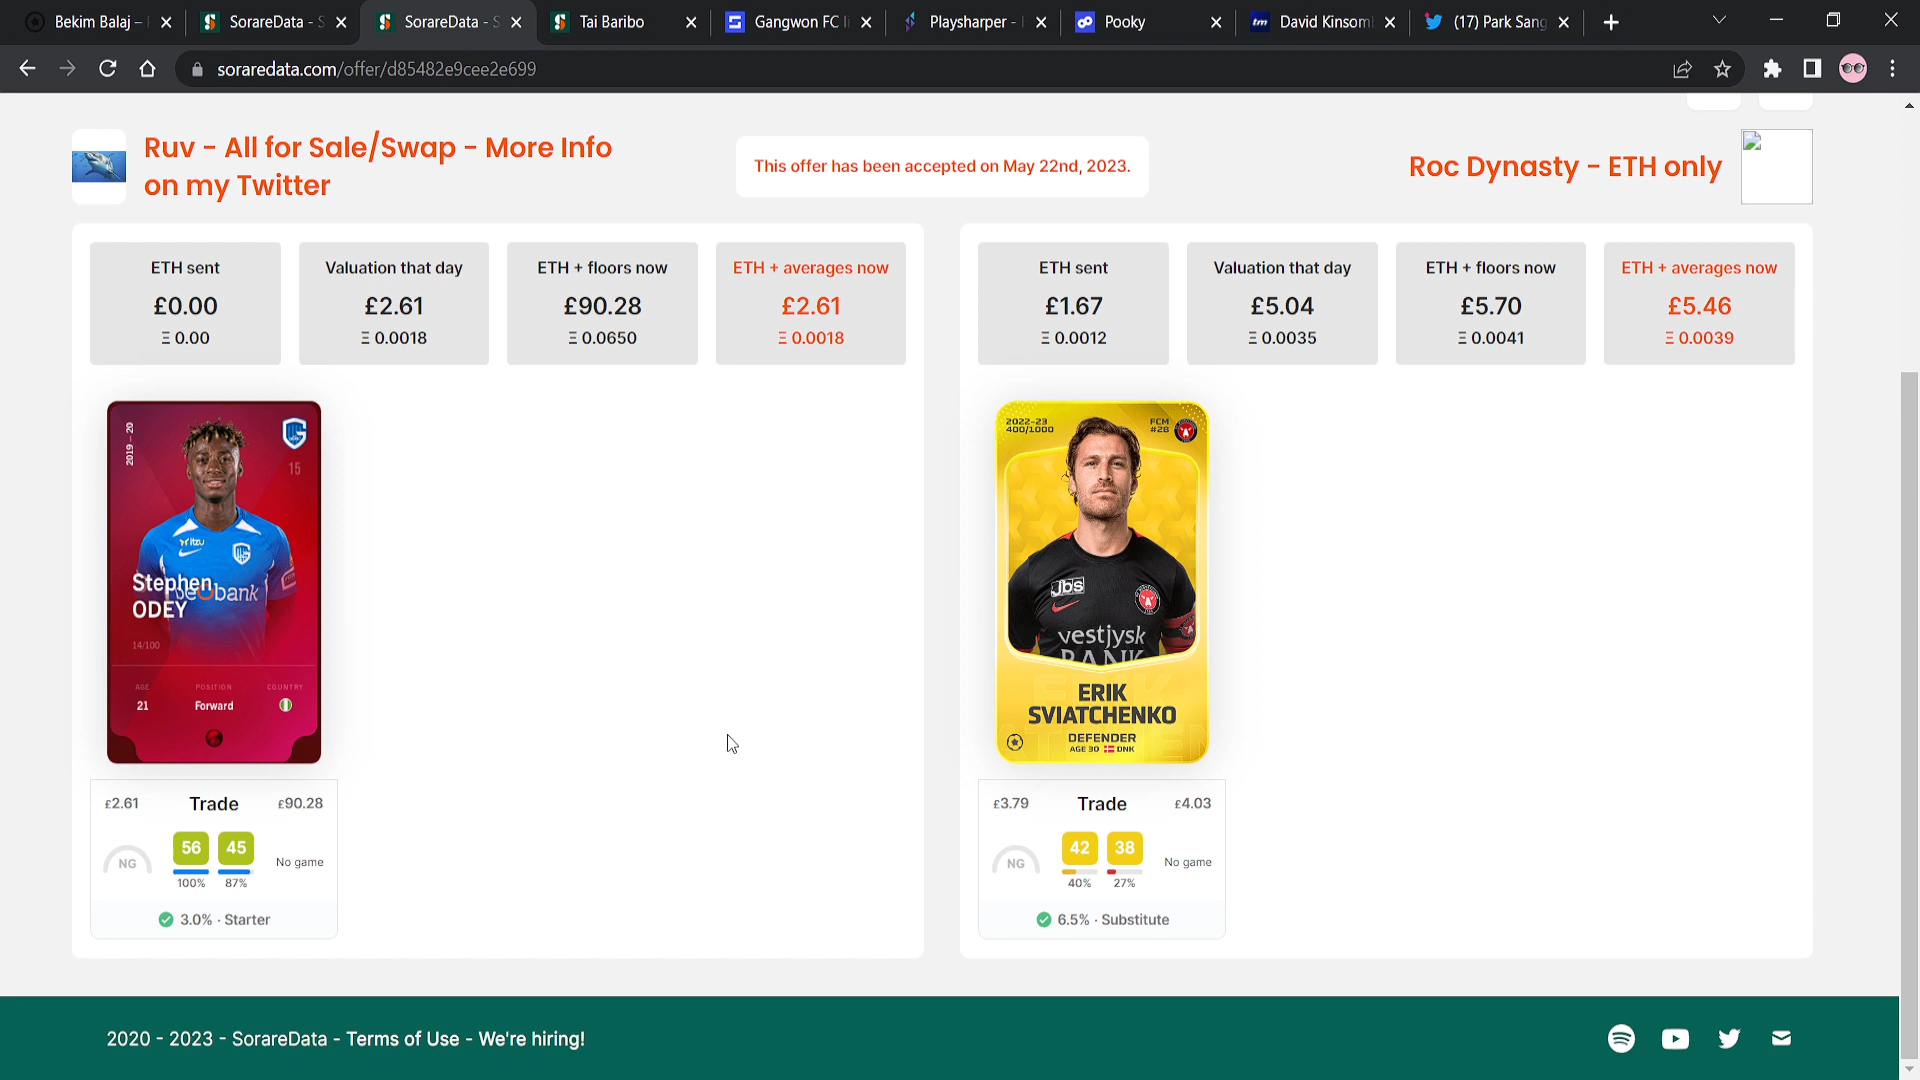 Bekim Balaj –
SorareData - S
SorareData - S
Tai Baribo
Gangwon FC li
Playsharper -
Pooky
David Kinsom
(17) Park Sang
soraredata.com/offer/d85482e9cee2e699
Ruv - All for Sale/Swap - More Info
on my Twitter
This offer has been accepted on May 22nd, 2023.
Roc Dynasty - ETH only
ETH sent
£0.00
Ξ 0.00
Valuation that day
£2.61
Ξ 0.0018
ETH + floors now
£90.28
Ξ 0.0650
ETH + averages now
£2.61
Ξ 0.0018
ETH sent
£1.67
Ξ 0.0012
Valuation that day
£5.04
Ξ 0.0035
ETH + floors now
£5.70
Ξ 0.0041
ETH + averages now
£5.46
Ξ 0.0039
2019 - 20
15
itzu
Stephen
ODEY
14/100
AGE POSITION COUNTRY
21 Forward
2022-23
400/1000
FCM
#28
jbs
vestjysk
BANK
ERIK
SVIATCHENKO
DEFENDER
AGE 30 DNK
£2.61 Trade £90.28
NG 56 45 No game
100% 87%
3.0% · Starter
£3.79 Trade £4.03
NG 42 38 No game
40% 27%
6.5% · Substitute
2020 - 2023 - SorareData - Terms of Use - We're hiring!